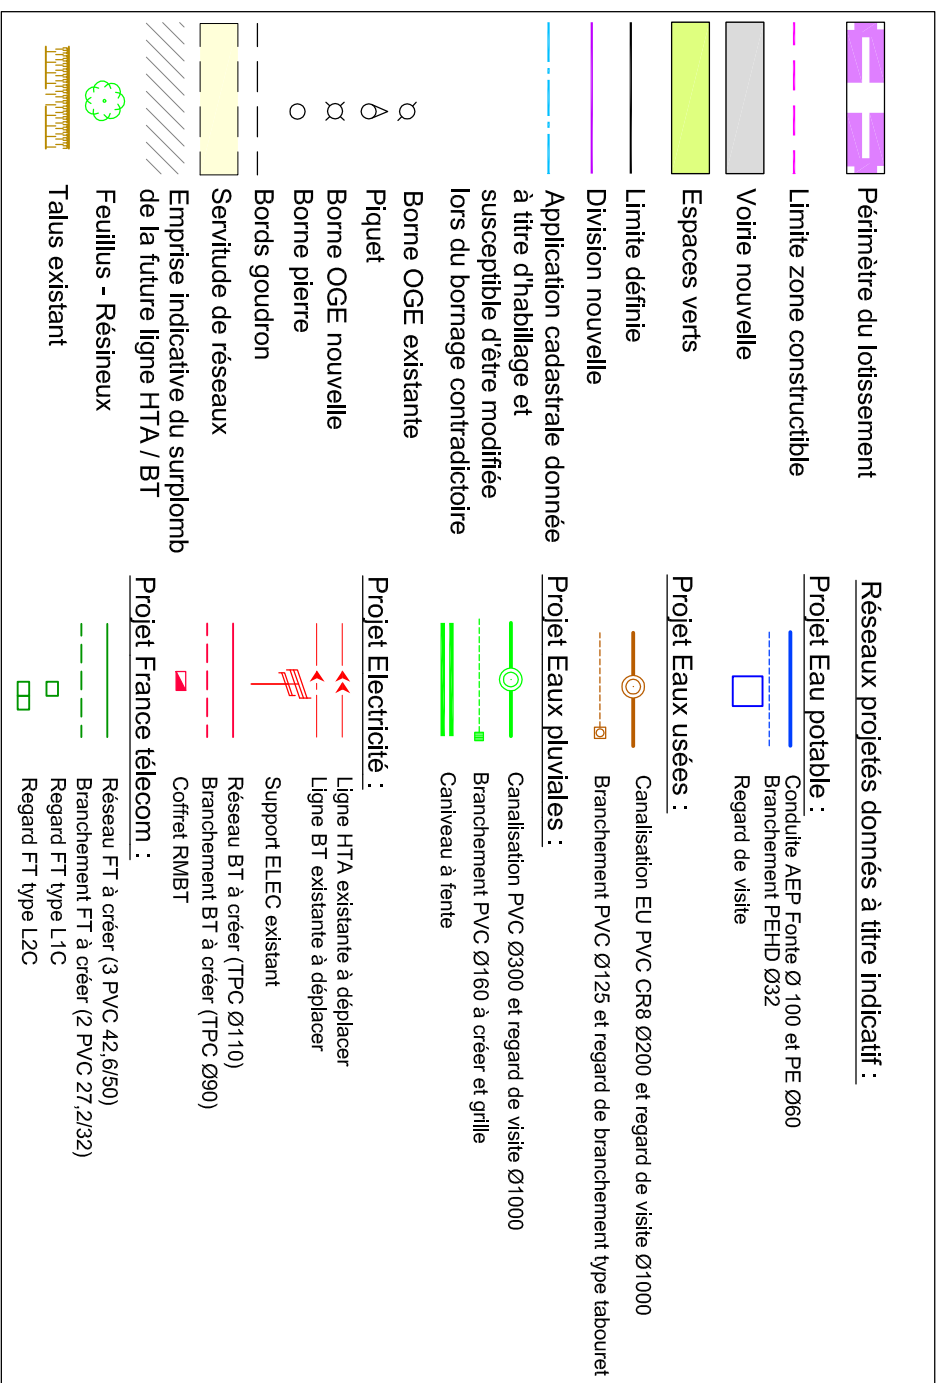 Périmètre du lotissement
Limite zone constructible
Voirie nouvelle
Espaces verts
Limite définie
Division nouvelle
Application cadastrale donnée
à titre d'habillage et
susceptible d'être modifiée
lors du bornage contradictoire
Borne OGE existante
Piquet
Borne OGE nouvelle
Borne pierre
Bords goudron
Servitude de réseaux
Emprise indicative du surplomb
de la future ligne HTA / BT
Feuillus - Résineux
Talus existant
Réseaux projetés donnés à titre indicatif :
Projet Eau potable :
Conduite AEP Fonte Ø 100 et PE Ø60
Branchement PEHD Ø32
Regard de visite
Projet Eaux usées :
Canalisation EU PVC CR8 Ø200 et regard de visite Ø1000
Branchement PVC Ø125 et regard de branchement type tabouret
Projet Eaux pluviales :
Canalisation PVC Ø300 et regard de visite Ø1000
Branchement PVC Ø160 à créer et grille
Caniveau à fente
Projet Electricité :
Ligne HTA existante à déplacer
Ligne BT existante à déplacer
Support ELEC existant
Réseau BT à créer (TPC Ø110)
Branchement BT à créer (TPC Ø90)
Coffret RMBT
Projet France télecom :
Réseau FT à créer (3 PVC 42,6/50)
Branchement FT à créer (2 PVC 27,2/32)
Regard FT type L1C
Regard FT type L2C